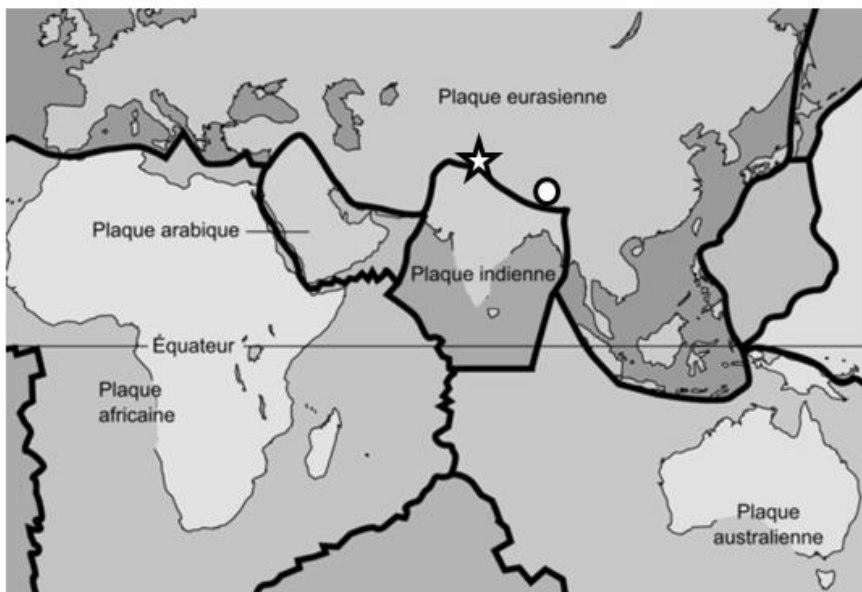 Plaque eurasienne
Plaque arabique
Plaque indienne
Équateur
Plaque
africaine
Plaque
australienne